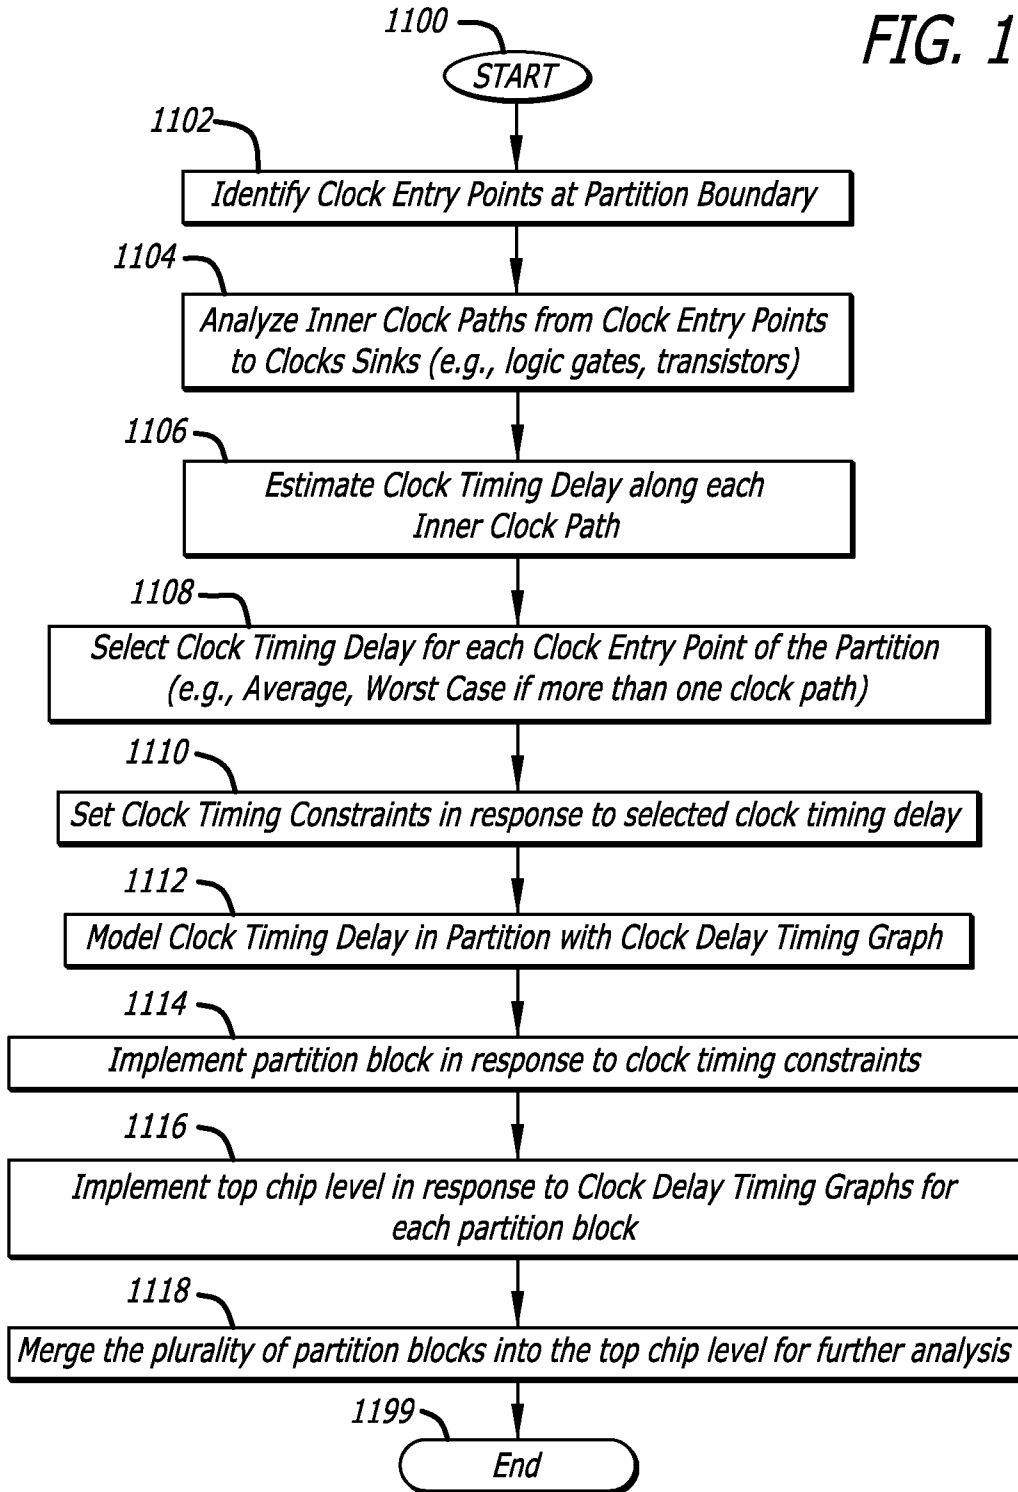 FIG. 1
1100
START
1102
Identify Clock Entry Points at Partition Boundary
1104
Analyze Inner Clock Paths from Clock Entry Points
to Clocks Sinks (e.g., logic gates, transistors)
1106
Estimate Clock Timing Delay along each
Inner Clock Path
1108
Select Clock Timing Delay for each Clock Entry Point of the Partition
(e.g., Average, Worst Case if more than one clock path)
1110
Set Clock Timing Constraints in response to selected clock timing delay
1112
Model Clock Timing Delay in Partition with Clock Delay Timing Graph
1114
Implement partition block in response to clock timing constraints
1116
Implement top chip level in response to Clock Delay Timing Graphs for
each partition block
1118
Merge the plurality of partition blocks into the top chip level for further analysis
1199
End